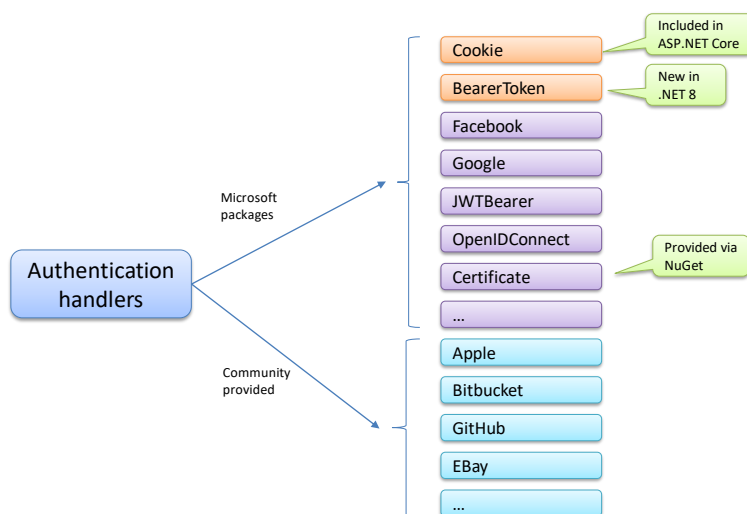 Included in
ASP.NET Core
Cookie
New in
.NET 8
BearerToken
Facebook
Google
Microsoft
packages
JWTBearer
OpenIDConnect
Provided via
NuGet
Authentication
handlers
Certificate
...
Apple
Community
provided
Bitbucket
GitHub
EBay
...